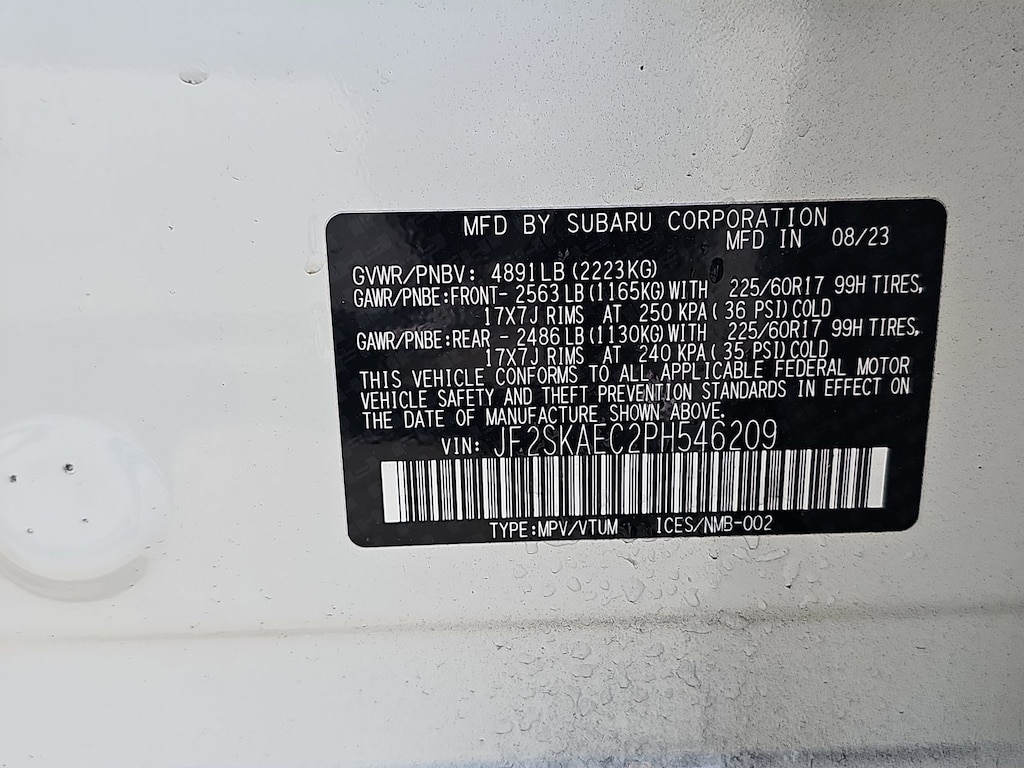 MFD BY SUBARU CORPORATION
MFD IN 08/23
GVWR/PNBV: 4891LB(2223KG)
GAWR/PNBE:FRONT- 2563LB(1165KG)WITH 225/60R17 99H TIRES,
17X7J RIMS AT 250 KPA( 36 PSI)COLD
GAWR/PNBE:REAR - 2486LB(1130KG)WITH 225/60R17 99H TIRES,
17X7J RIMS AT 240 KPA( 35 PSI)COLD
THIS VEHICLE CONFORMS TO ALL APPLICABLE FEDERAL MOTOR
VEHICLE SAFETY AND THEFT PREVENTION STANDARDS IN EFFECT ON
THE DATE OF MANUFACTURE SHOWN ABOVE.
VIN: JF2SKAEC2PH546209
TYPE:MPV/VTUM ICES/NMB-002